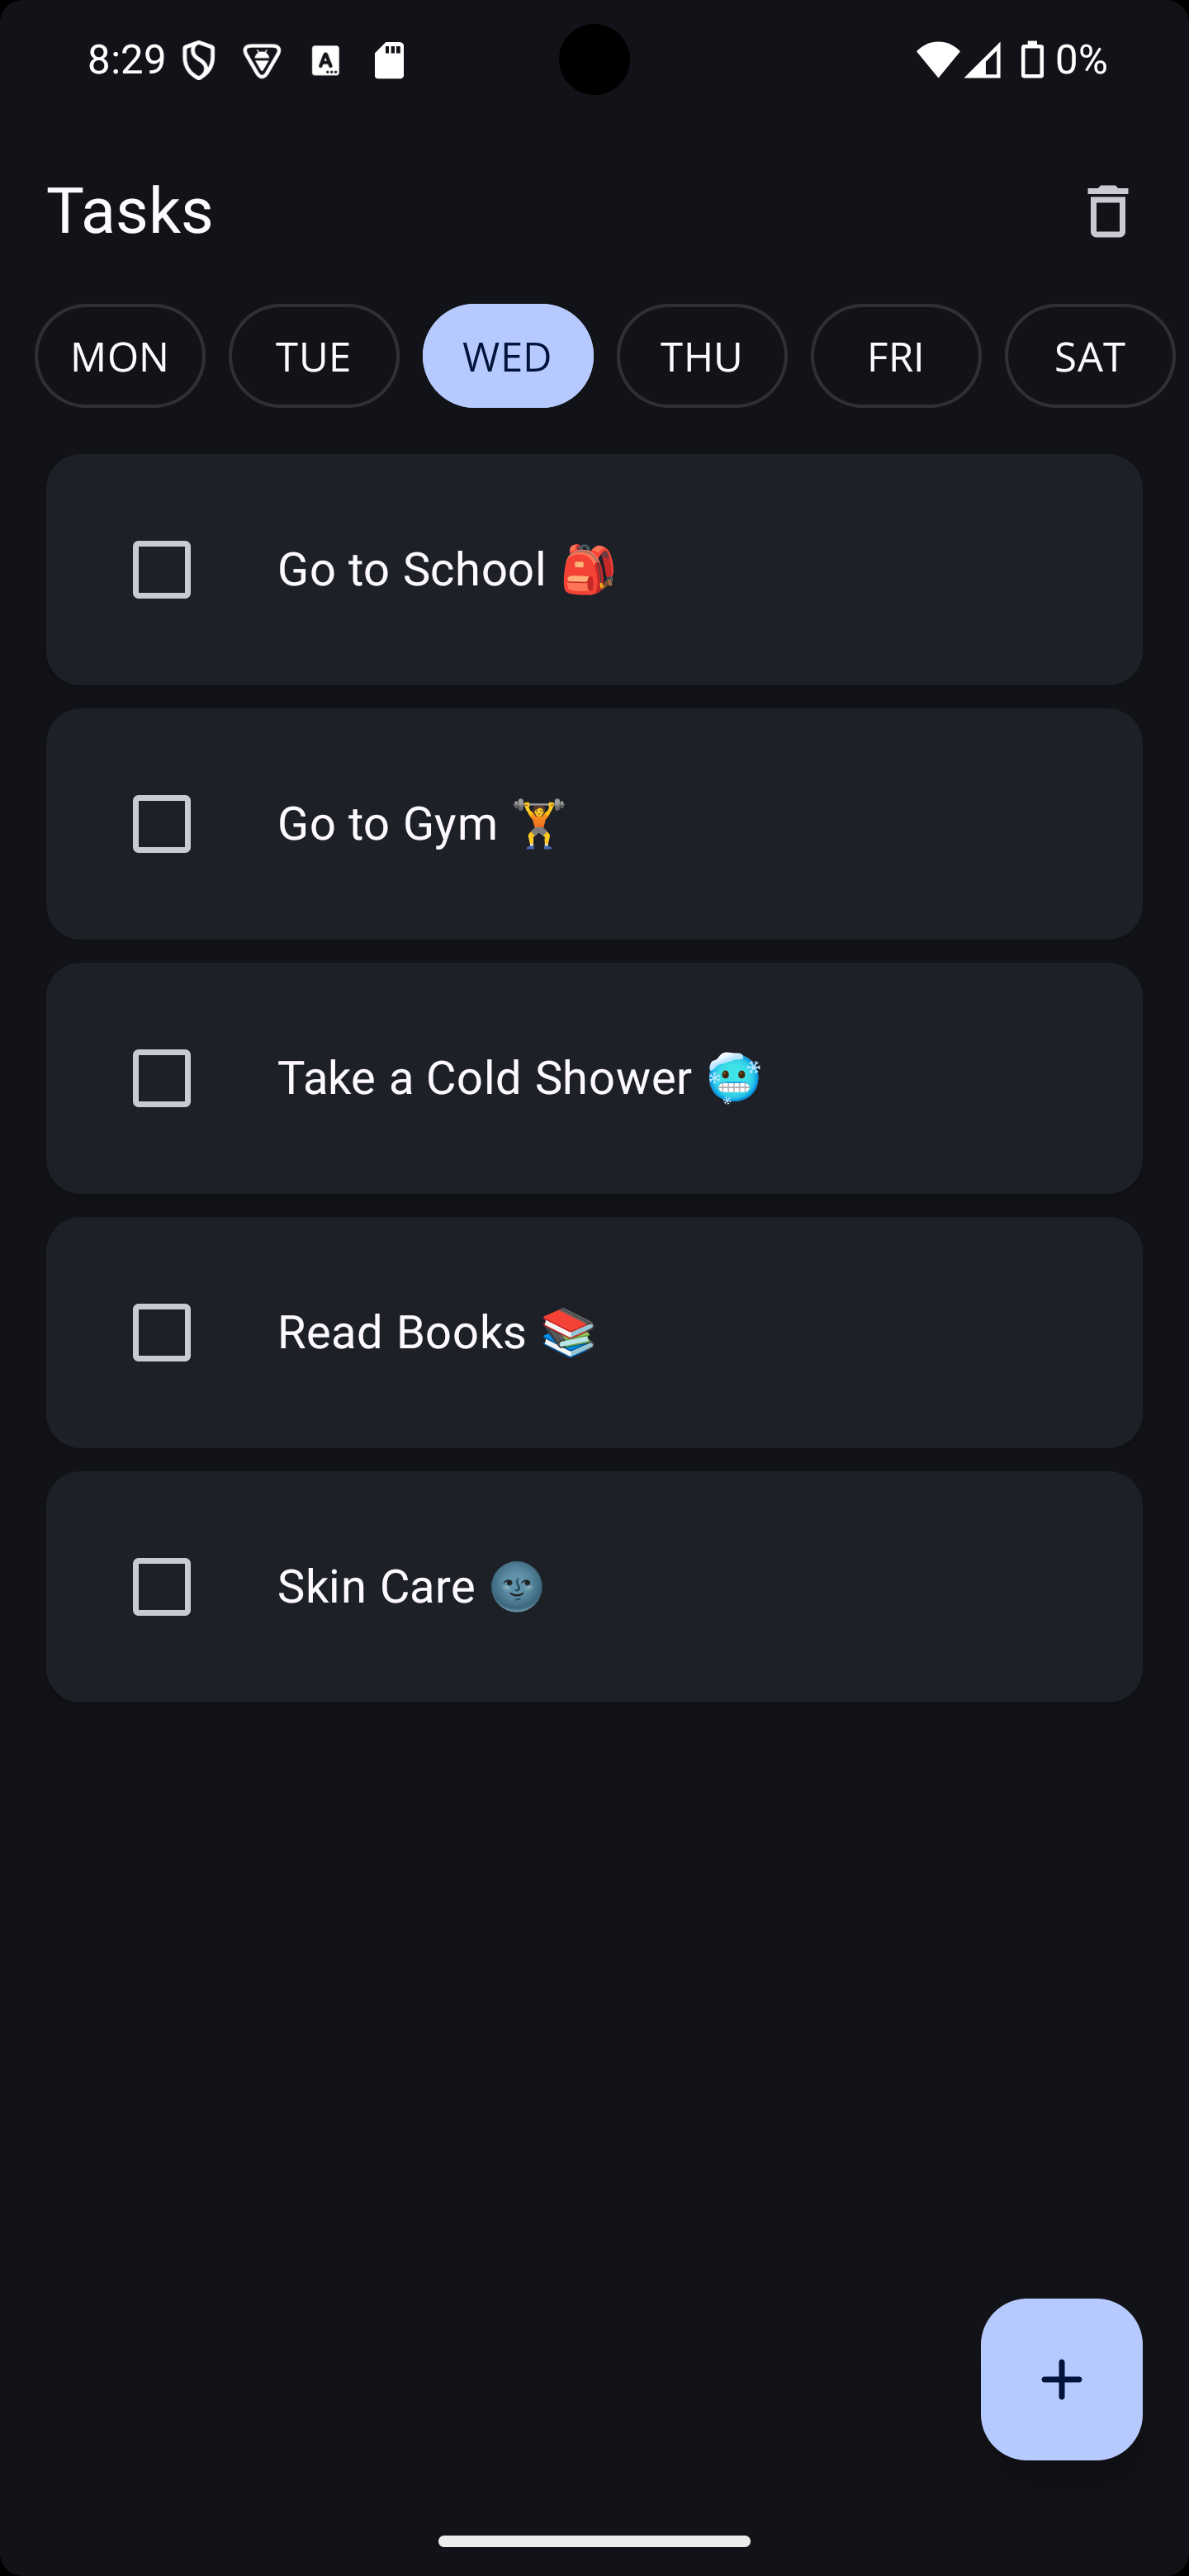 8:29 0%
Tasks
MON TUE WED THU FRI SAT
Go to School 🎒
Go to Gym 🏋️
Take a Cold Shower 🥶
Read Books 📚
Skin Care 🌚